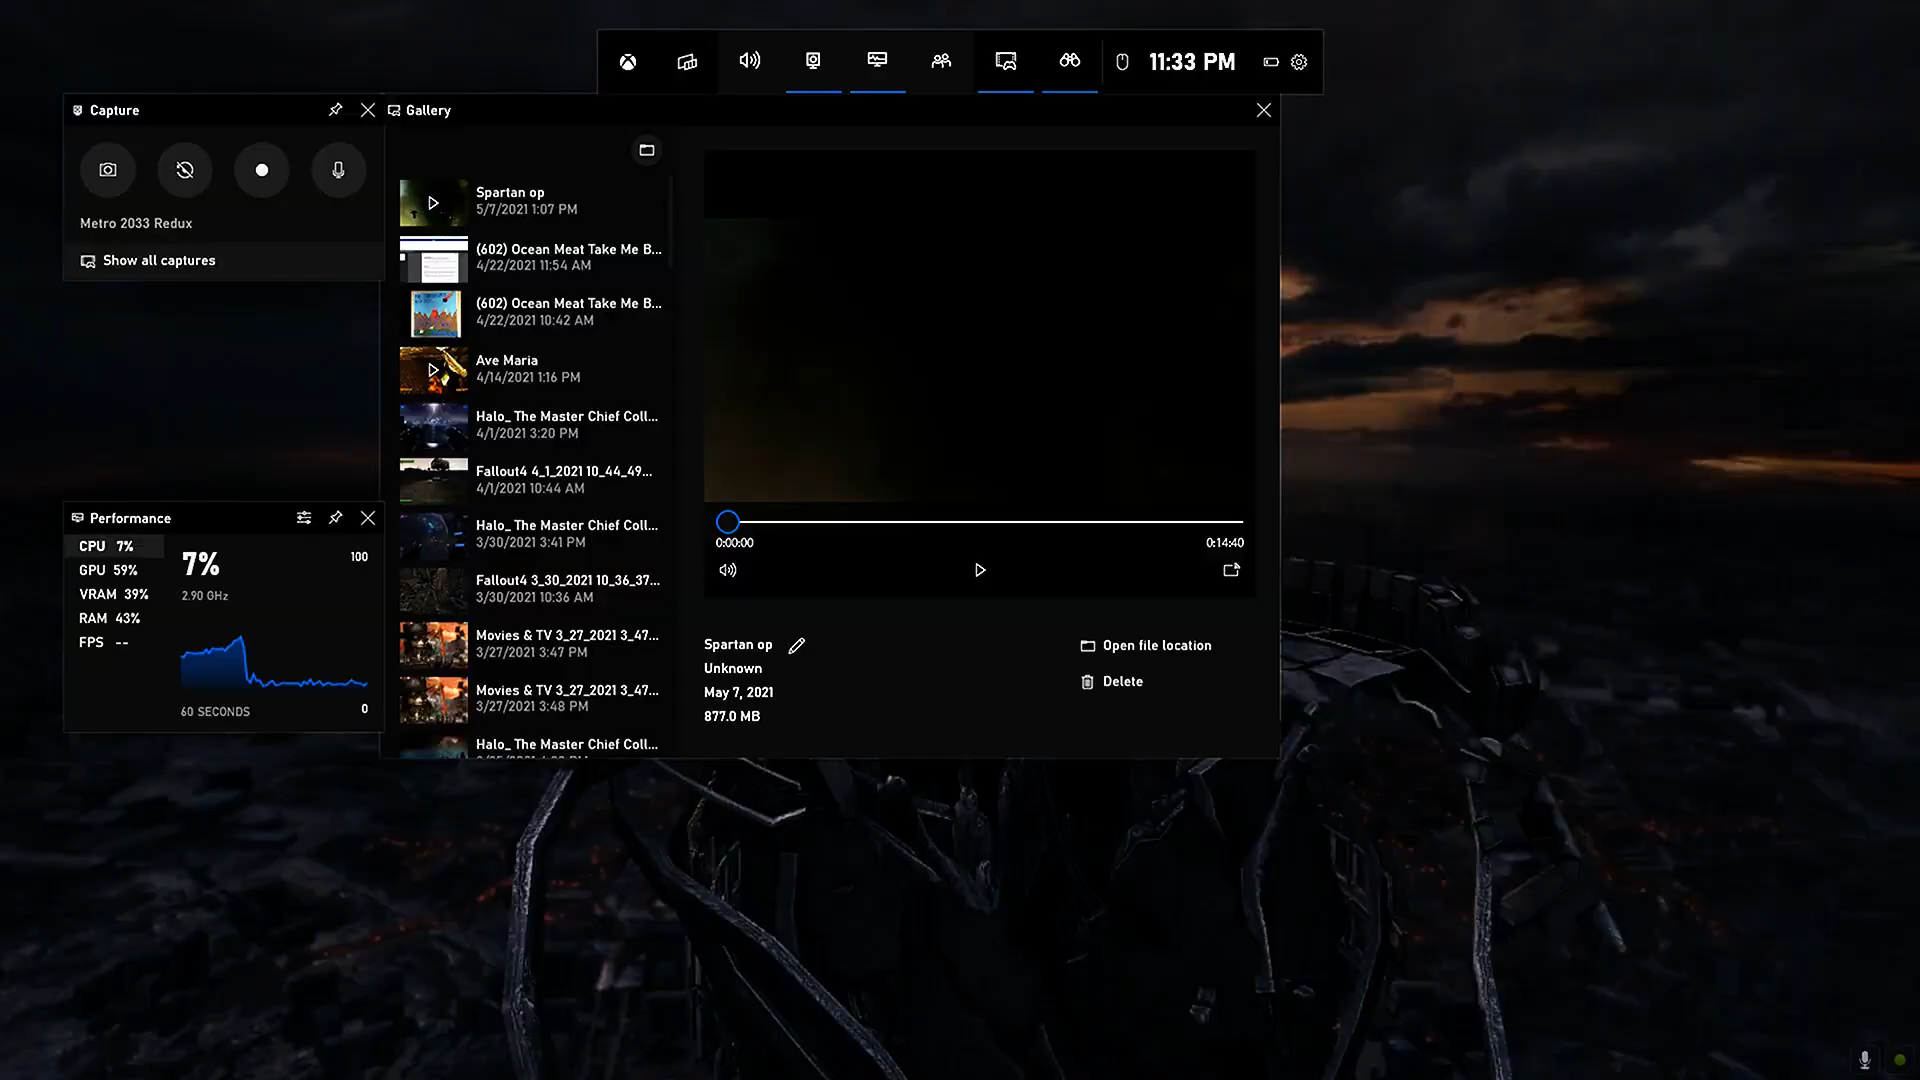 11:33 PM
Capture
Metro 2033 Redux
Show all captures
Gallery
Spartan op
5/7/2021 1:07 PM
(602) Ocean Meat Take Me B...
4/22/2021 11:54 AM
(602) Ocean Meat Take Me B...
4/22/2021 10:42 AM
Ave Maria
4/14/2021 1:16 PM
Halo_ The Master Chief Coll...
4/1/2021 3:20 PM
Fallout4 4_1_2021 10_44_49...
4/1/2021 10:44 AM
Halo_ The Master Chief Coll...
3/30/2021 3:41 PM
Fallout4 3_30_2021 10_36_37...
3/30/2021 10:36 AM
Movies & TV 3_27_2021 3_47...
3/27/2021 3:47 PM
Movies & TV 3_27_2021 3_47...
3/27/2021 3:48 PM
Halo_ The Master Chief Coll...
0:00:00
0:14:40
Spartan op
Unknown
May 7, 2021
877.0 MB
Open file location
Delete
Performance
CPU 7%
GPU 59%
VRAM 39%
RAM 43%
FPS --
7%
2.90 GHz
100
60 SECONDS
0